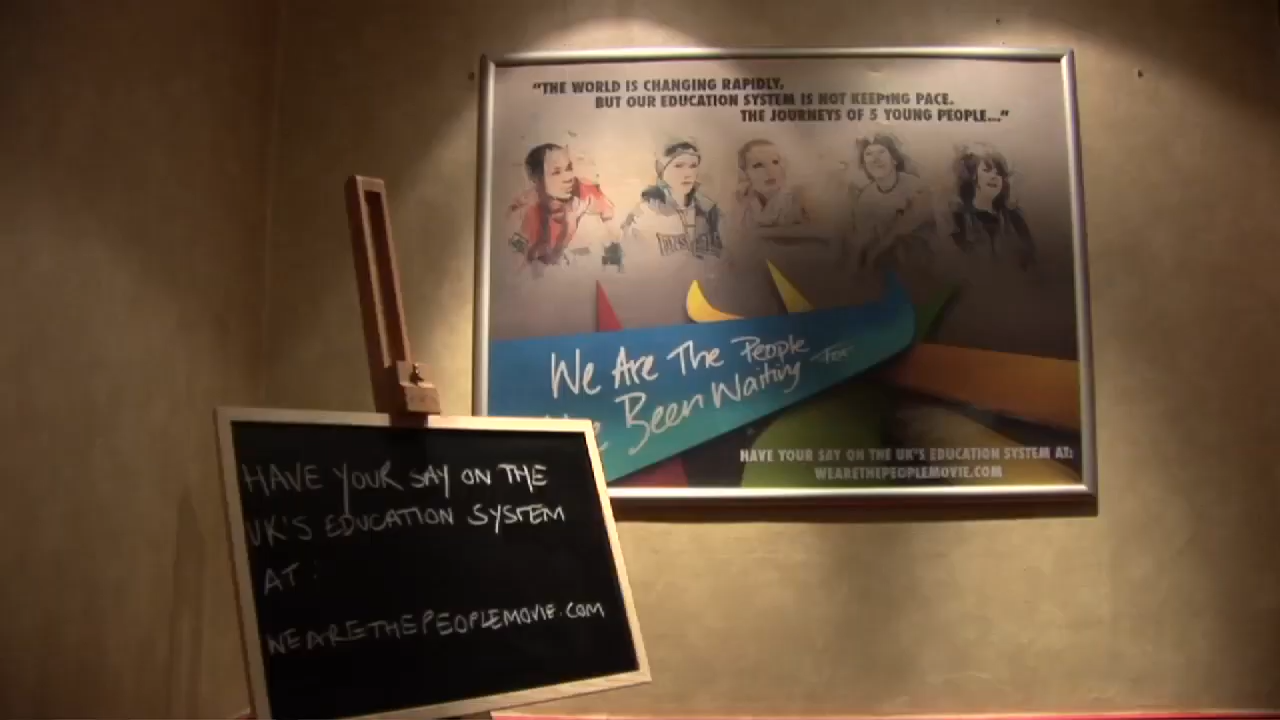 "THE WORLD IS CHANGING RAPIDLY.
BUT OUR EDUCATION SYSTEM IS NOT KEEPING PACE.
THE JOURNEYS OF 5 YOUNG PEOPLE..."
We Are The People
Been Waiting For
HAVE YOUR SAY ON THE UK'S EDUCATION SYSTEM AT:
WEARETHEPEOPLEMOVIE.COM
HAVE YOUR SAY ON THE
UK'S EDUCATION SYSTEM
AT:
WEARETHEPEOPLEMOVIE.COM